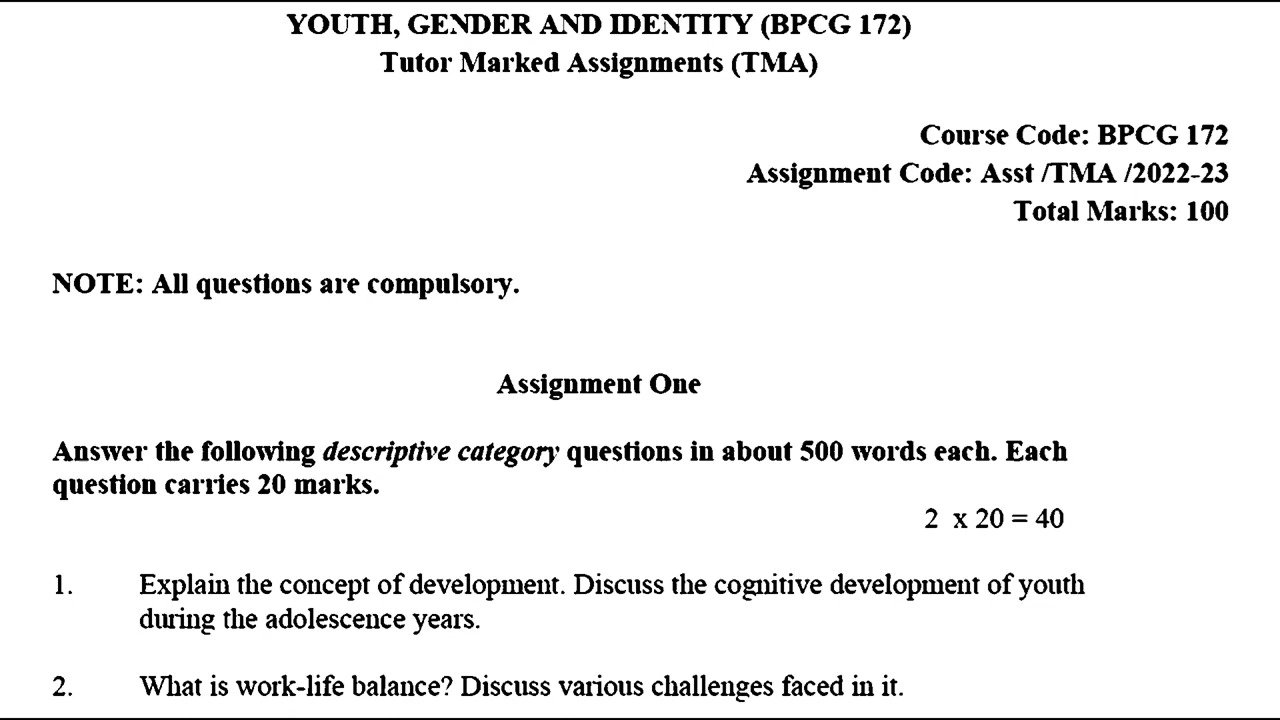 YOUTH, GENDER AND IDENTITY (BPCG 172)
Tutor Marked Assignments (TMA)
Course Code: BPCG 172
Assignment Code: Asst /TMA /2022-23
Total Marks: 100
NOTE: All questions are compulsory.
Assignment One
Answer the following descriptive category questions in about 500 words each. Each
question carries 20 marks.
2 x 20 = 40
1. Explain the concept of development. Discuss the cognitive development of youth
during the adolescence years.
2. What is work-life balance? Discuss various challenges faced in it.